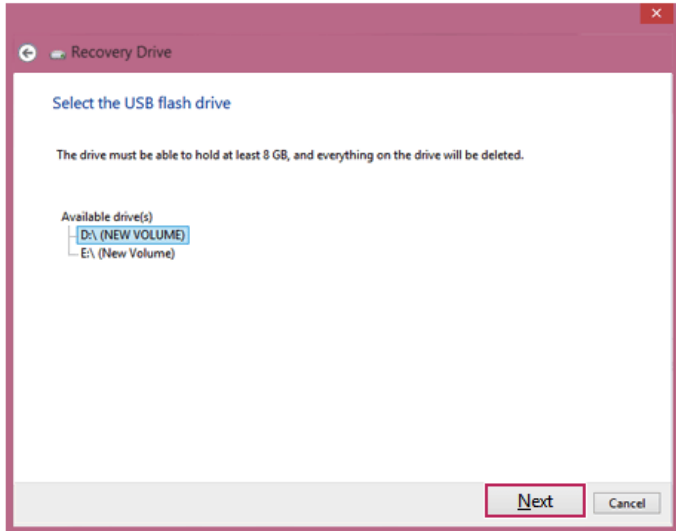 Recovery Drive
Select the USB flash drive
The drive must be able to hold at least 8 GB, and everything on the drive will be deleted.
Available drive(s)
D:\ (NEW VOLUME)
E:\ (New Volume)
Next Cancel